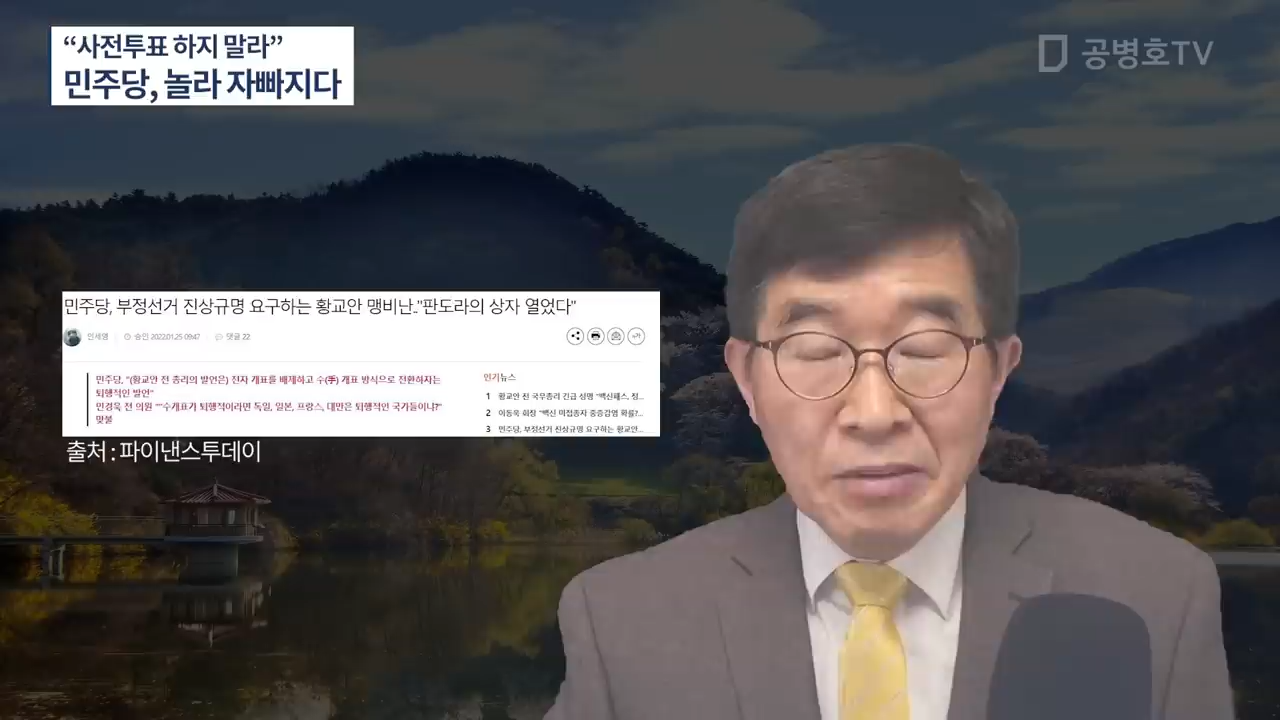 “사전투표 하지 말라”
민주당, 놀라 자빠지다
공병호TV
민주당, 부정선거 진상규명 요구하는 황교안 맹비난.."판도라의 상자 열었다"
인세영 승인 2022.01.25 09:47 댓글 22
민주당, "(황교안 전 총리의 발언은) 전자 개표를 배제하고 수(手) 개표 방식으로 전환하자는
퇴행적인 발언"
민경욱 전 의원 ""수개표가 퇴행적이라면 독일, 일본, 프랑스, 대만은 퇴행적인 국가들이냐?"
맞불
인기뉴스
1 황교안 전 국무총리 긴급 성명 "백신패스, 정...
2 이동욱 회장 "백신 미접종자 중증감염 확률?...
3 민주당, 부정선거 진상규명 요구하는 황교안...
출처 : 파이낸스투데이